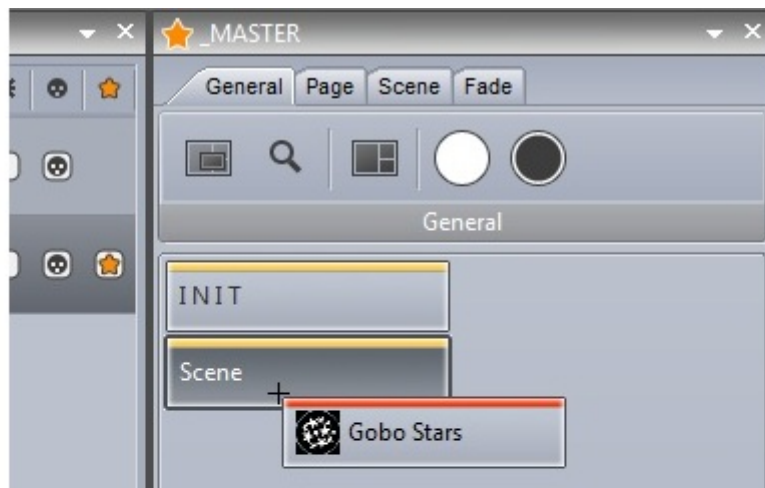 _MASTER
General Page Scene Fade
General
INIT
Scene
Gobo Stars